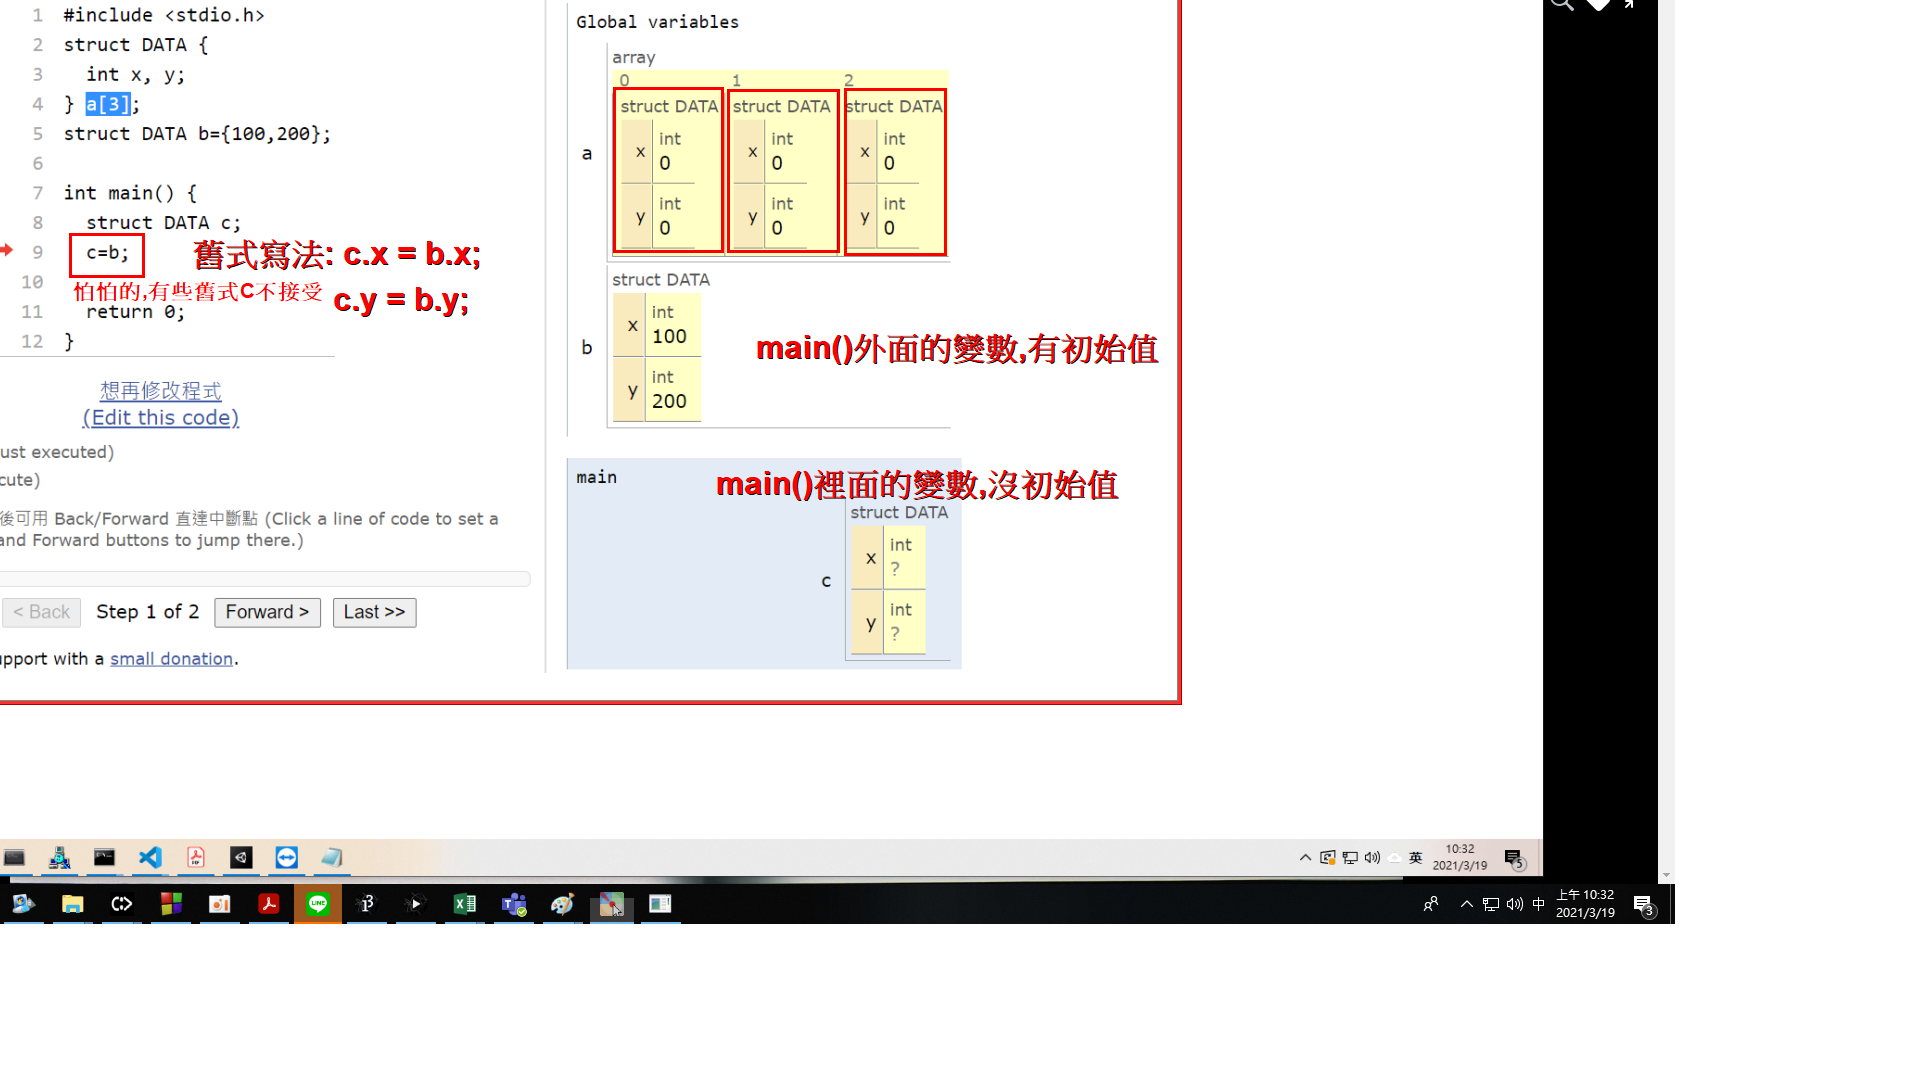 1 #include <stdio.h>
2 struct DATA {
3 int x, y;
4 } a[3];
5 struct DATA b={100,200};
6
7 int main() {
8 struct DATA c;
9 c=b;
舊式寫法: c.x = b.x;
10
怕怕的,有些舊式C不接受
c.y = b.y;
11 return 0;
12 }
想再修改程式
(Edit this code)
ust executed)
cute)
後可用 Back/Forward 直達中斷點 (Click a line of code to set a
and Forward buttons to jump there.)
< Back Step 1 of 2 Forward > Last >>
upport with a small donation.
Global variables
array
0 1 2
struct DATA struct DATA struct DATA
int int int
x 0 x 0 x 0
a
int int int
y 0 y 0 y 0
struct DATA
int
x 100
b
int
y 200
main()外面的變數,有初始值
main
main()裡面的變數,沒初始值
struct DATA
int
x ?
c
int
y ?
英
10:32
2021/3/19
5
LINE
中
上午 10:32
2021/3/19
3